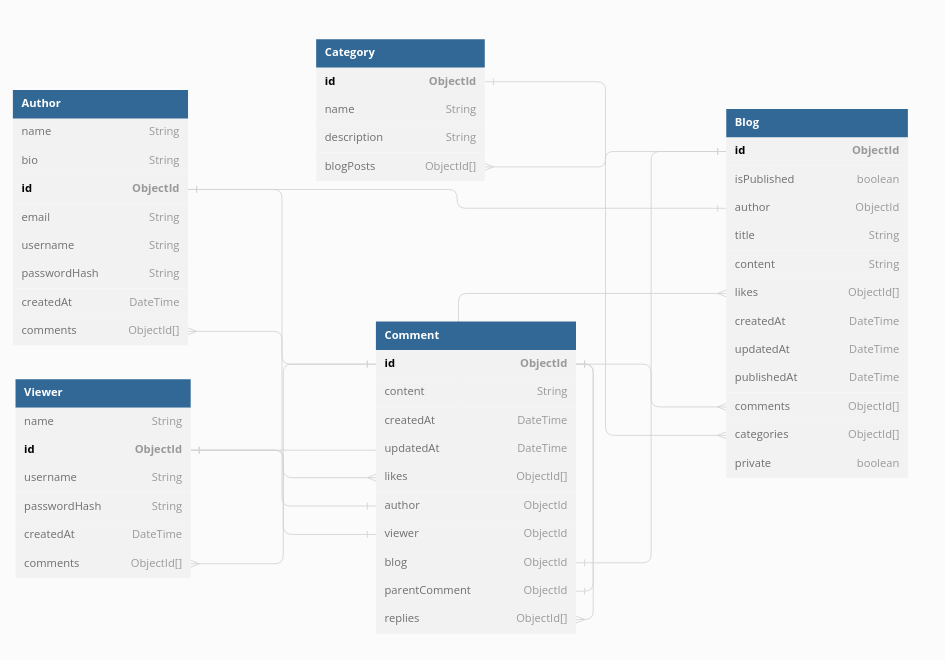 Category
id ObjectId
name String
description String
blogPosts ObjectId[]
Author
name String
bio String
id ObjectId
email String
username String
passwordHash String
createdAt DateTime
comments ObjectId[]
Blog
id ObjectId
isPublished boolean
author ObjectId
title String
content String
likes ObjectId[]
createdAt DateTime
updatedAt DateTime
publishedAt DateTime
comments ObjectId[]
categories ObjectId[]
private boolean
Comment
id ObjectId
content String
createdAt DateTime
updatedAt DateTime
likes ObjectId[]
author ObjectId
viewer ObjectId
blog ObjectId
parentComment ObjectId
replies ObjectId[]
Viewer
name String
id ObjectId
username String
passwordHash String
createdAt DateTime
comments ObjectId[]